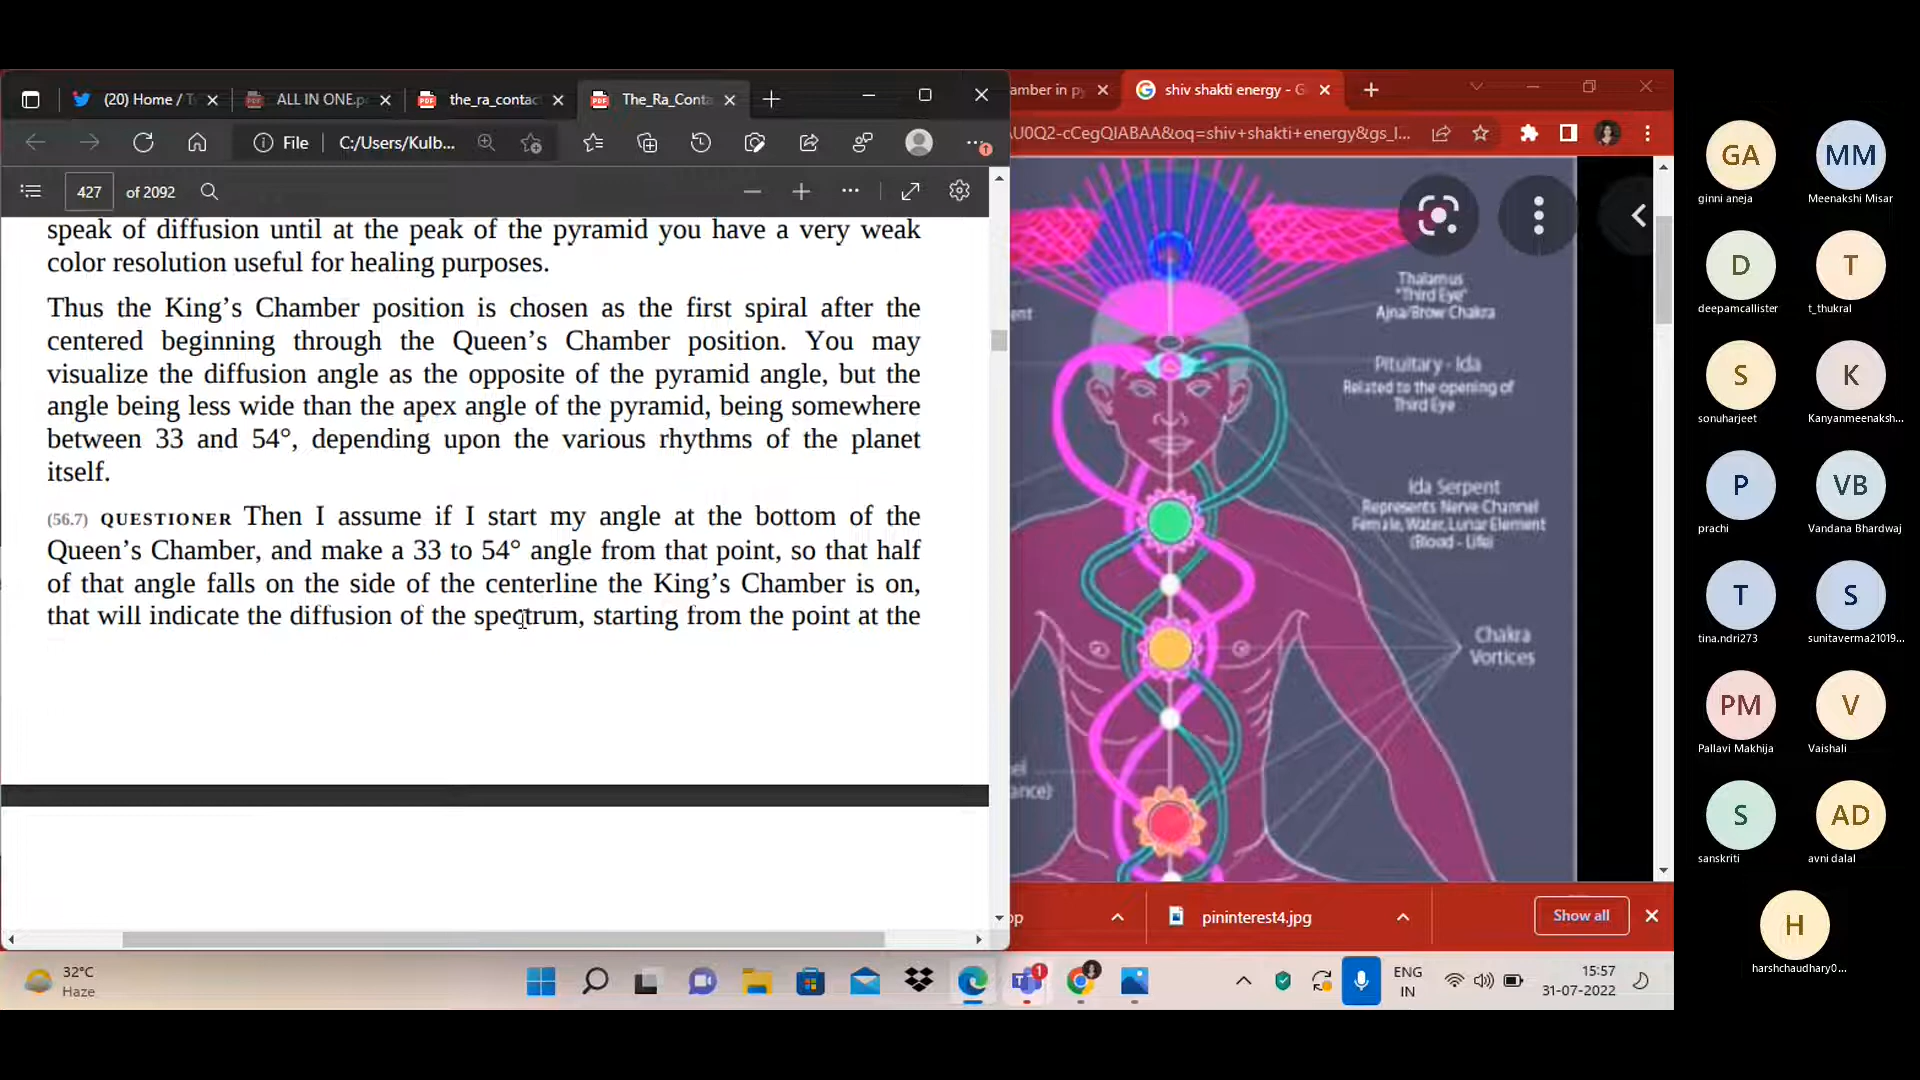 (20) Home / T
ALL IN ONE.p
the_ra_contac
The_Ra_Conta
File
C:/Users/Kulb...
427
of 2092
speak of diffusion until at the peak of the pyramid you have a very weak
color resolution useful for healing purposes.
Thus the King’s Chamber position is chosen as the first spiral after the
centered beginning through the Queen’s Chamber position. You may
visualize the diffusion angle as the opposite of the pyramid angle, but the
angle being less wide than the apex angle of the pyramid, being somewhere
between 33 and 54°, depending upon the various rhythms of the planet
itself.
(56.7) QUESTIONER Then I assume if I start my angle at the bottom of the
Queen’s Chamber, and make a 33 to 54° angle from that point, so that half
of that angle falls on the side of the centerline the King’s Chamber is on,
that will indicate the diffusion of the spectrum, starting from the point at the
amber in py
shiv shakti energy - G
AU0Q2-cCegQIABAA&oq=shiv+shakti+energy&gs_l...
Thalamus
"Third Eye"
Ajna/Brow Chakra
Pituitary - Ida
Related to the opening of
Third Eye
Ida Serpent
Represents Nerve Channel
Female, Water, Lunar Element
(Blood - Life)
Chakra
Vortices
ance)
op
pininterest4.jpg
Show all
GA
ginni aneja
MM
Meenakshi Misar
D
deepamcallister
T
t_thukral
S
sonuharjeet
K
Kanyanmeenaksh...
P
prachi
VB
Vandana Bhardwaj
T
tina.ndri273
S
sunitaverma21019...
PM
Pallavi Makhija
V
Vaishali
S
sanskriti
AD
avni dalal
H
harshchaudhary0...
32°C
Haze
1
ENG
IN
15:57
31-07-2022